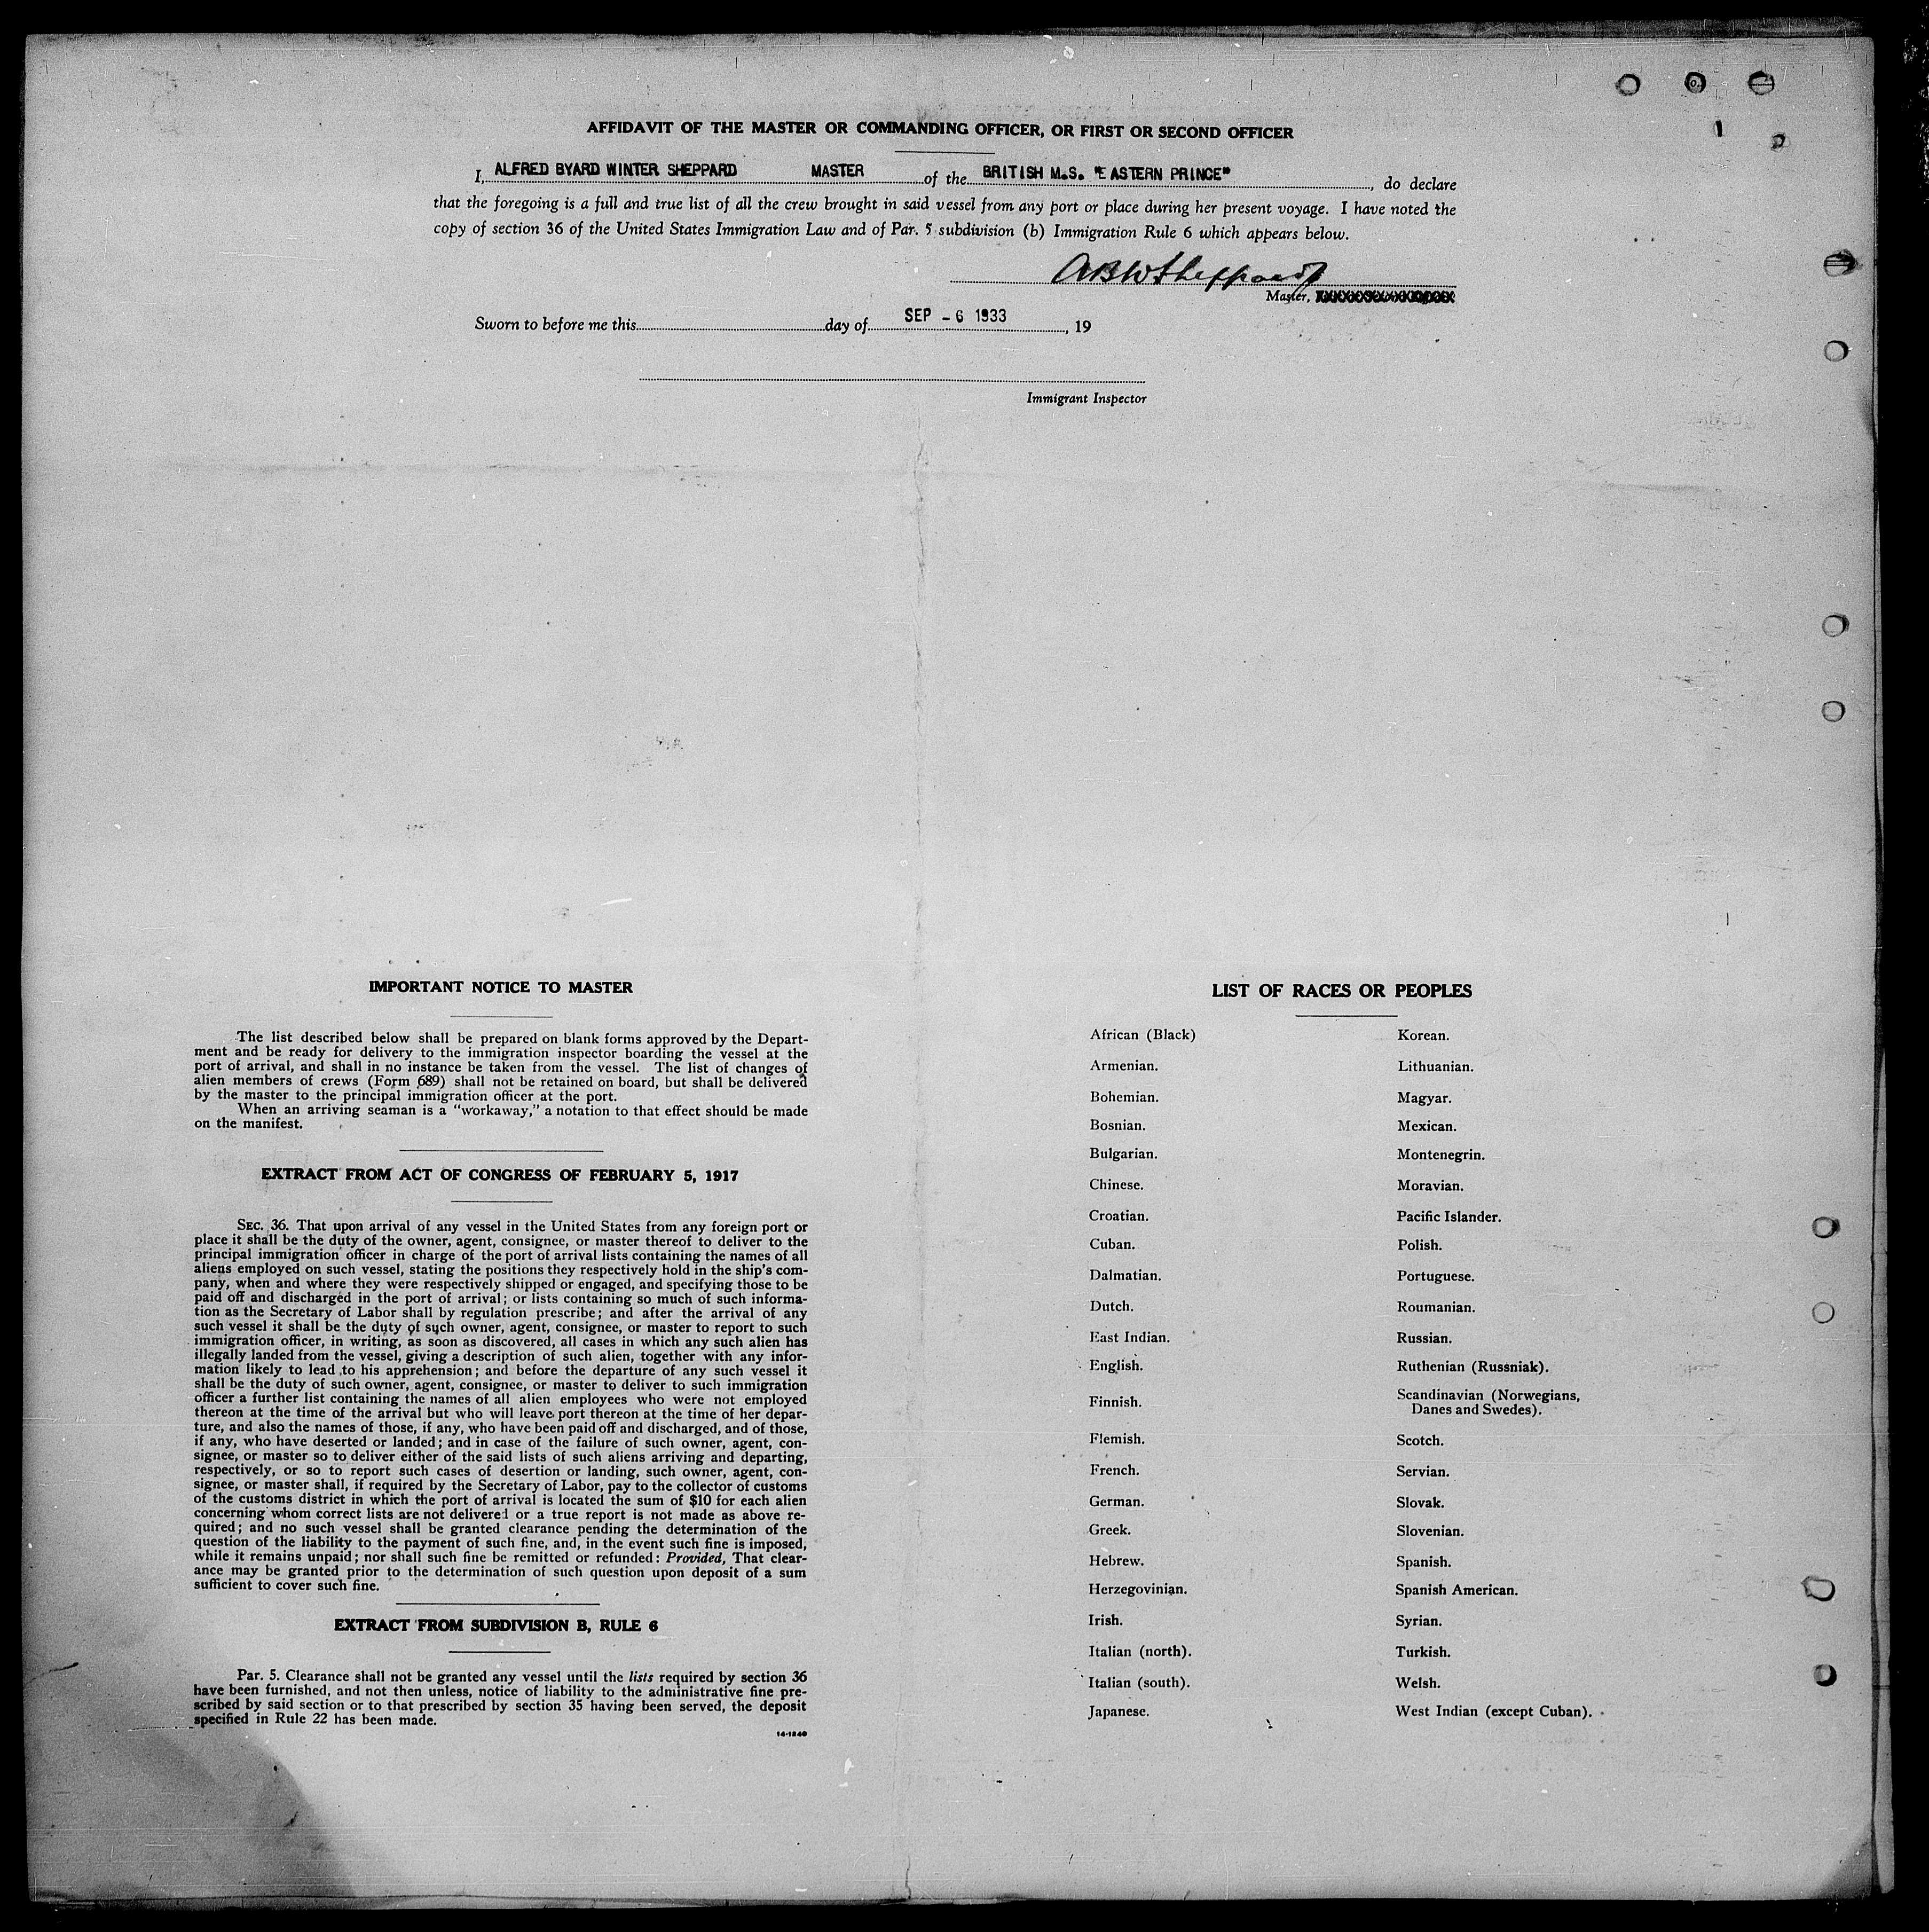 AFFIDAVIT OF THE MASTER OR COMMANDING OFFICER, OR FIRST OR SECOND OFFICER
I, ALFRED BYARD WINTER SHEPPARD MASTER of the BRITISH M.S. "EASTERN PRINCE", do declare
that the foregoing is a full and true list of all the crew brought in said vessel from any port or place during her present voyage. I have noted the
copy of section 36 of the United States Immigration Law and of Par. 5 subdivision (b) Immigration Rule 6 which appears below.
ABW Sheppard
Master,
Sworn to before me this day of SEP - 6 1933, 19
Immigrant Inspector
IMPORTANT NOTICE TO MASTER
The list described below shall be prepared on blank forms approved by the Depart-
ment and be ready for delivery to the immigration inspector boarding the vessel at the
port of arrival, and shall in no instance be taken from the vessel. The list of changes of
alien members of crews (Form 689) shall not be retained on board, but shall be delivered
by the master to the principal immigration officer at the port.
When an arriving seaman is a "workaway," a notation to that effect should be made
on the manifest.
EXTRACT FROM ACT OF CONGRESS OF FEBRUARY 5, 1917
SEC. 36. That upon arrival of any vessel in the United States from any foreign port or
place it shall be the duty of the owner, agent, consignee, or master thereof to deliver to the
principal immigration officer in charge of the port of arrival lists containing the names of all
aliens employed on such vessel, stating the positions they respectively hold in the ship's com-
pany, when and where they were respectively shipped or engaged, and specifying those to be
paid off and discharged in the port of arrival; or lists containing so much of such informa-
tion as the Secretary of Labor shall by regulation prescribe; and after the arrival of any
such vessel it shall be the duty of such owner, agent, consignee, or master to report to such
immigration officer, in writing, as soon as discovered, all cases in which any such alien has
illegally landed from the vessel, giving a description of such alien, together with any infor-
mation likely to lead to his apprehension; and before the departure of any such vessel it
shall be the duty of such owner, agent, consignee, or master to deliver to such immigration
officer a further list containing the names of all alien employees who were not employed
thereon at the time of the arrival but who will leave port thereon at the time of her depar-
ture, and also the names of those, if any, who have been paid off and discharged, and of those,
if any, who have deserted or landed; and in case of the failure of such owner, agent, con-
signee, or master so to deliver either of the said lists of such aliens arriving and departing,
respectively, or so to report such cases of desertion or landing, such owner, agent, con-
signee, or master shall, if required by the Secretary of Labor, pay to the collector of customs
of the customs district in which the port of arrival is located the sum of $10 for each alien
concerning whom correct lists are not delivered or a true report is not made as above re-
quired; and no such vessel shall be granted clearance pending the determination of the
question of the liability to the payment of such fine, and, in the event such fine is imposed,
while it remains unpaid; nor shall such fine be remitted or refunded: Provided, That clear-
ance may be granted prior to the determination of such question upon deposit of a sum
sufficient to cover such fine.
EXTRACT FROM SUBDIVISION B, RULE 6
Par. 5. Clearance shall not be granted any vessel until the lists required by section 36
have been furnished, and not then unless, notice of liability to the administrative fine pre-
scribed by said section or to that prescribed by section 35 having been served, the deposit
specified in Rule 22 has been made.
14-1240
LIST OF RACES OR PEOPLES
African (Black)
Armenian.
Bohemian.
Bosnian.
Bulgarian.
Chinese.
Croatian.
Cuban.
Dalmatian.
Dutch.
East Indian.
English.
Finnish.
Flemish.
French.
German.
Greek.
Hebrew.
Herzegovinian.
Irish.
Italian (north).
Italian (south).
Japanese.
Korean.
Lithuanian.
Magyar.
Mexican.
Montenegrin.
Moravian.
Pacific Islander.
Polish.
Portuguese.
Roumanian.
Russian.
Ruthenian (Russniak).
Scandinavian (Norwegians,
Danes and Swedes).
Scotch.
Servian.
Slovak.
Slovenian.
Spanish.
Spanish American.
Syrian.
Turkish.
Welsh.
West Indian (except Cuban).